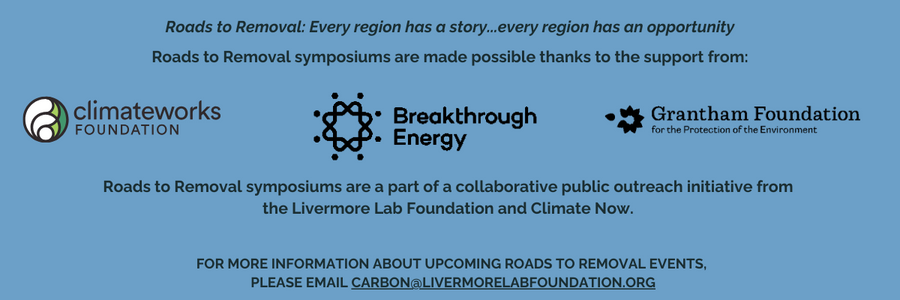 Roads to Removal: Every region has a story...every region has an opportunity
Roads to Removal symposiums are made possible thanks to the support from:
climateworks
FOUNDATION
Breakthrough
Energy
Grantham Foundation
for the Protection of the Environment
Roads to Removal symposiums are a part of a collaborative public outreach initiative from
the Livermore Lab Foundation and Climate Now.
FOR MORE INFORMATION ABOUT UPCOMING ROADS TO REMOVAL EVENTS,
PLEASE EMAIL CARBON@LIVERMORELABFOUNDATION.ORG